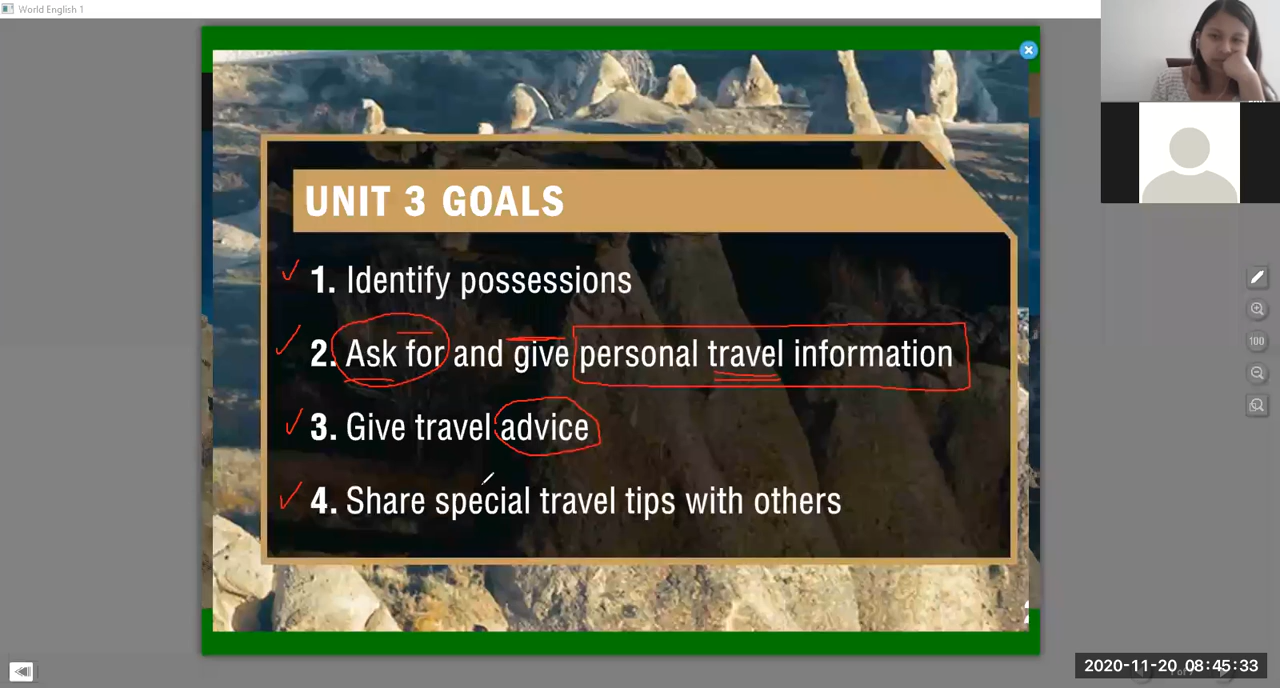 World English 1
UNIT 3 GOALS
1. Identify possessions
2. Ask for and give personal travel information
3. Give travel advice
4. Share special travel tips with others
100
2020-11-20 08:45:33